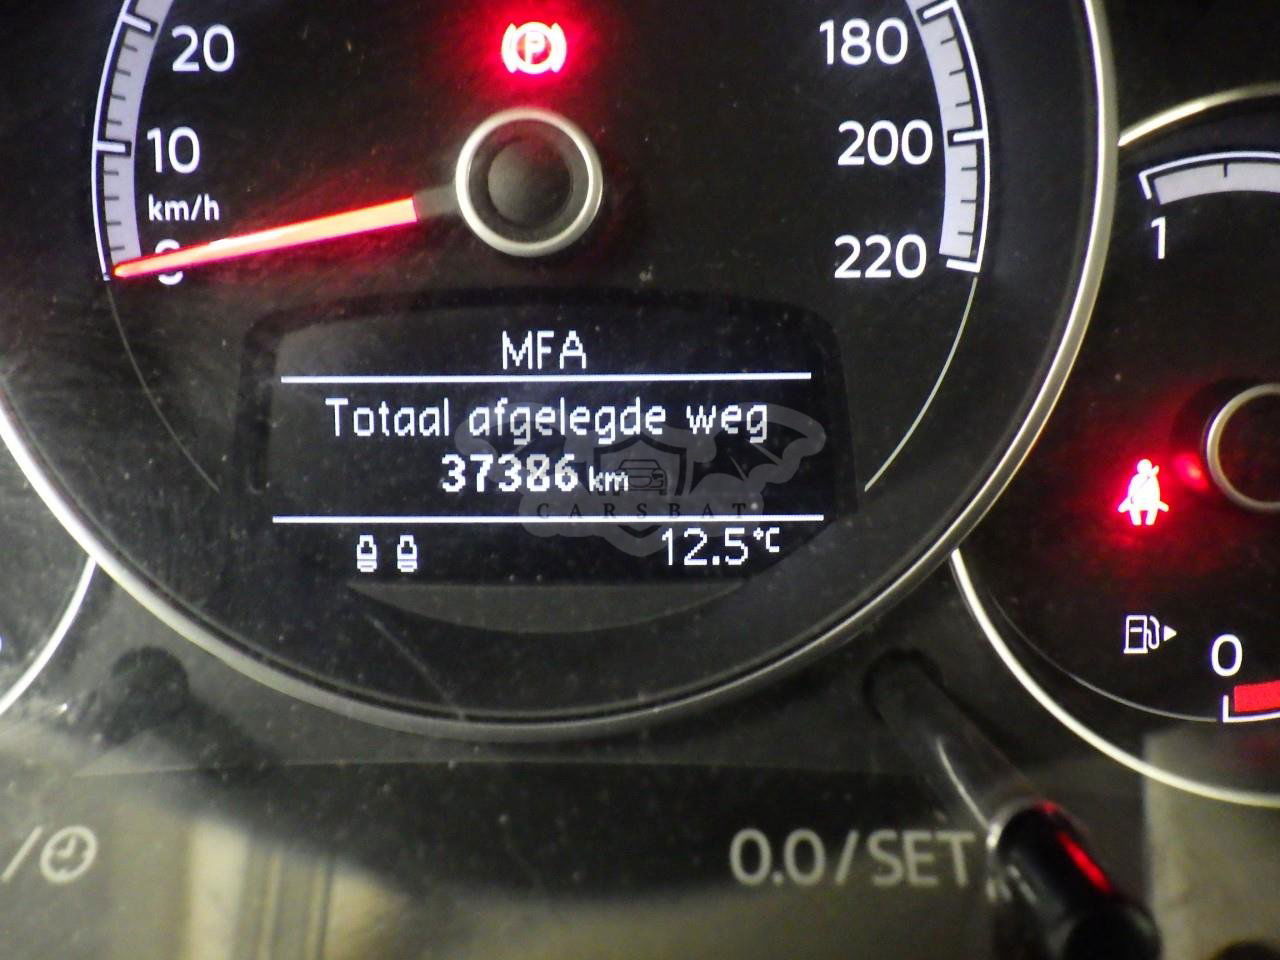 20
10
km/h
180
200
220
1
MFA
Totaal afgelegde weg
37386 km
CARSBAT
12.5°C
0
0.0/SET